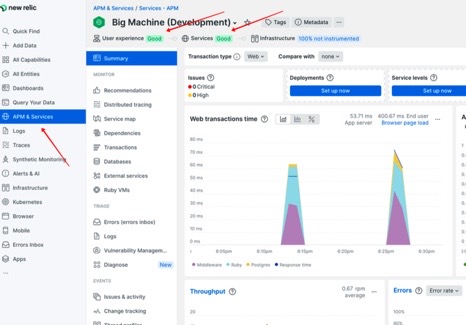 new relic
Quick Find
Add Data
All Capabilities
All Entities
Dashboards
Query Your Data
APM & Services
Logs
Traces
Synthetic Monitoring
Alerts & AI
Infrastructure
Kubernetes
Browser
Mobile
Errors Inbox
Apps
...
APM & Services / Services - APM
Big Machine (Development)
Tags
Metadata
...
User experience Good
Services Good
Infrastructure 100% not instrumented
Summary
MONITOR
Recommendations
Distributed tracing
Service map
Dependencies
Transactions
Databases
External services
Ruby VMs
TRIAGE
Errors (errors inbox)
Logs
Vulnerability Managem...
Diagnose New
EVENTS
Issues & activity
Change tracking
Thread profiler
Transaction type Web
Compare with none
Issues
0 Critical
0 High
Deployments
Set up now
Service levels
Set up now
Web transactions time
53.71 ms
App server
400.67 ms End user
Browser page load
...
80 ms
70 ms
60 ms
50 ms
40 ms
30 ms
20 ms
10 ms
0 ms
6:05pm
6:10pm
6:15pm
6:20pm
6:25pm
6:30pm
Middleware Ruby Postgres Response time
Throughput
0.67 rpm
average
...
20
15
Errors
Error rate
100%
80%